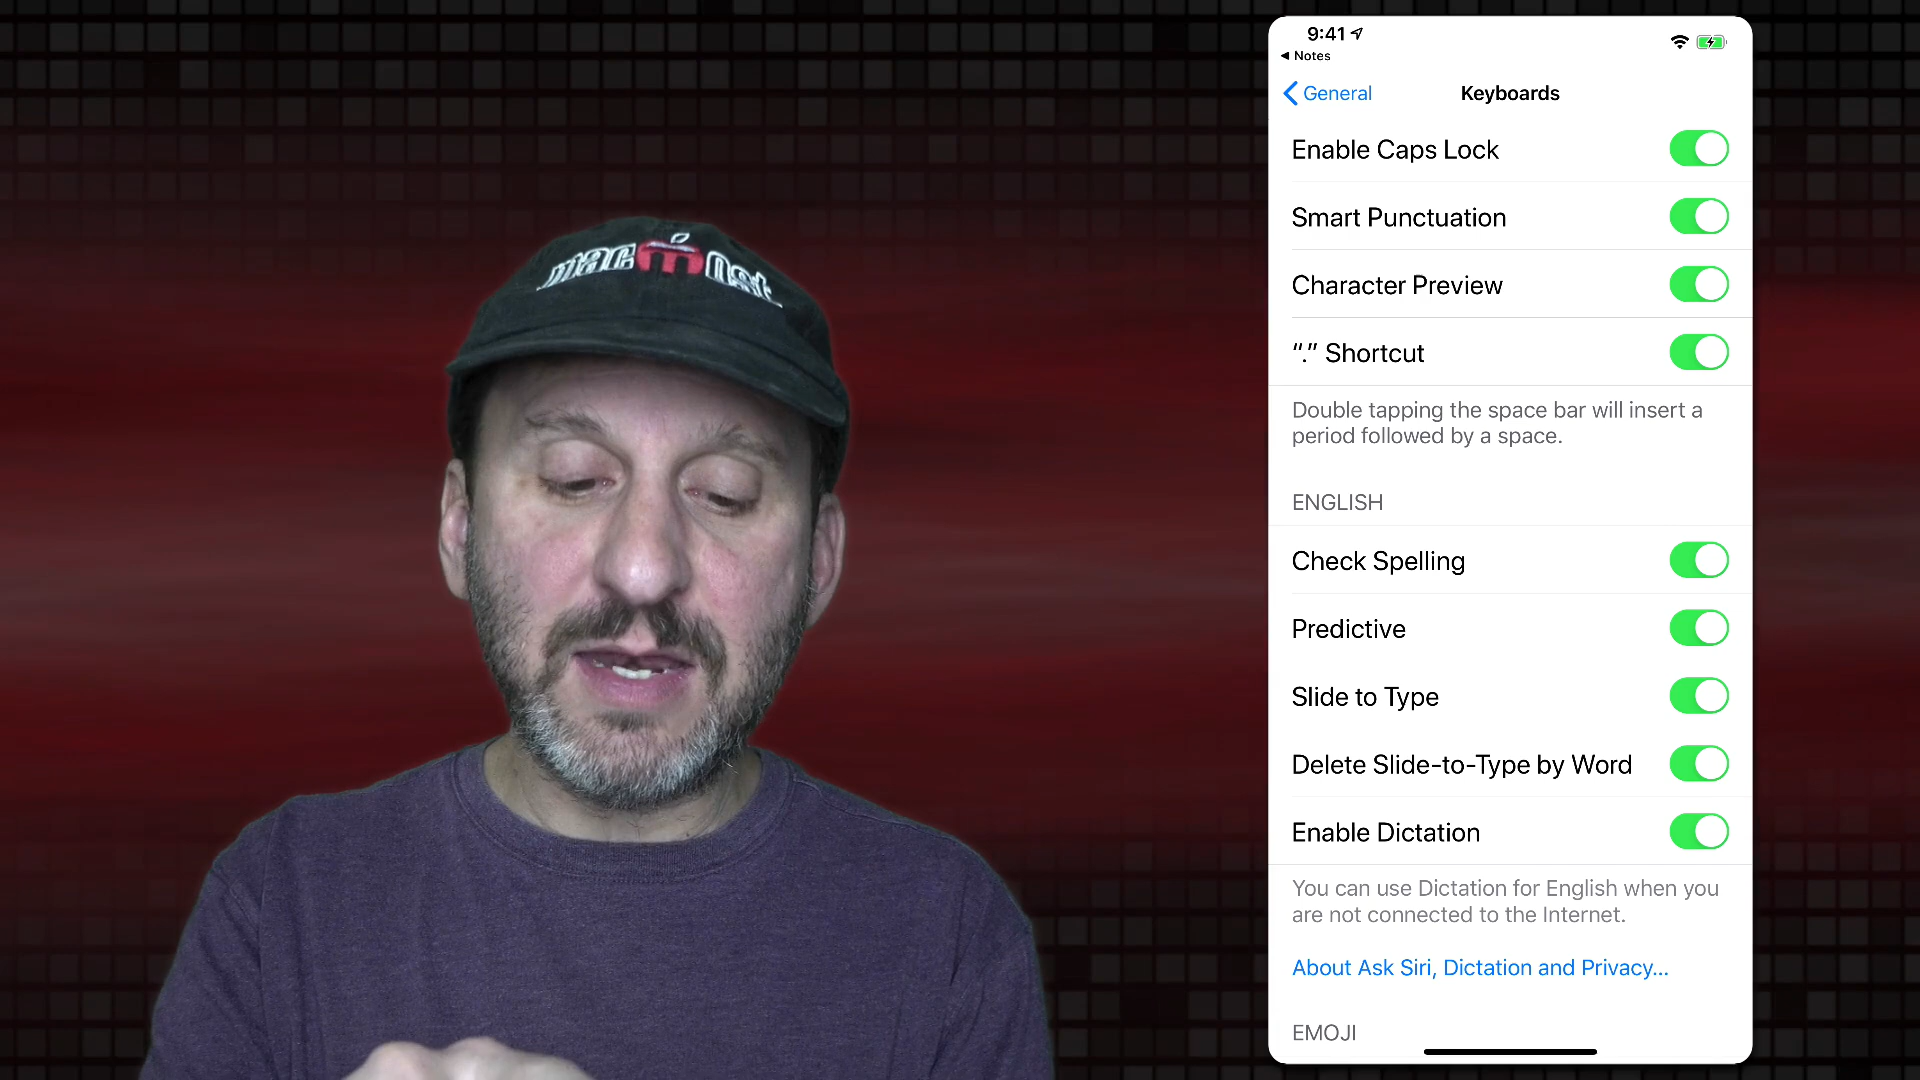 macmost
9:41
Notes
General
Keyboards
Enable Caps Lock
Smart Punctuation
Character Preview
“.” Shortcut
Double tapping the space bar will insert a
period followed by a space.
ENGLISH
Check Spelling
Predictive
Slide to Type
Delete Slide-to-Type by Word
Enable Dictation
You can use Dictation for English when you
are not connected to the Internet.
About Ask Siri, Dictation and Privacy...
EMOJI